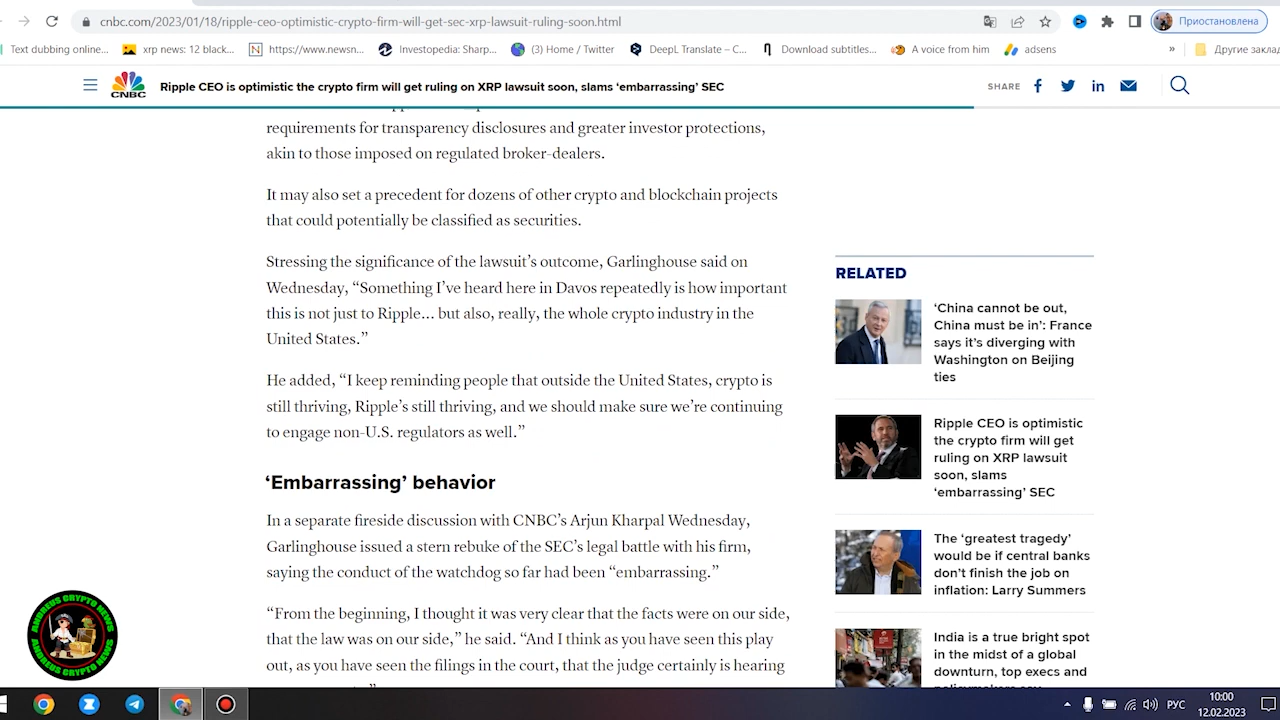 cnbc.com/2023/01/18/ripple-ceo-optimistic-crypto-firm-will-get-sec-xrp-lawsuit-ruling-soon.html
Приостановлена
Text dubbing online...
xrp news: 12 black...
https://www.newsn...
Investopedia: Sharp...
(3) Home / Twitter
DeepL Translate – C...
Download subtitles...
A voice from him
adsens
»
Другие закла
CNBC
Ripple CEO is optimistic the crypto firm will get ruling on XRP lawsuit soon, slams ‘embarrassing’ SEC
SHARE
requirements for transparency disclosures and greater investor protections,
akin to those imposed on regulated broker-dealers.
It may also set a precedent for dozens of other crypto and blockchain projects
that could potentially be classified as securities.
Stressing the significance of the lawsuit’s outcome, Garlinghouse said on
Wednesday, “Something I’ve heard here in Davos repeatedly is how important
this is not just to Ripple… but also, really, the whole crypto industry in the
United States.”
He added, “I keep reminding people that outside the United States, crypto is
still thriving, Ripple’s still thriving, and we should make sure we’re continuing
to engage non-U.S. regulators as well.”
‘Embarrassing’ behavior
In a separate fireside discussion with CNBC’s Arjun Kharpal Wednesday,
Garlinghouse issued a stern rebuke of the SEC’s legal battle with his firm,
saying the conduct of the watchdog so far had been “embarrassing.”
“From the beginning, I thought it was very clear that the facts were on our side,
that the law was on our side,” he said. “And I think as you have seen this play
out, as you have seen the filings in the court, that the judge certainly is hearing
RELATED
‘China cannot be out,
China must be in’: France
says it’s diverging with
Washington on Beijing
ties
Ripple CEO is optimistic
the crypto firm will get
ruling on XRP lawsuit
soon, slams
‘embarrassing’ SEC
The ‘greatest tragedy’
would be if central banks
don’t finish the job on
inflation: Larry Summers
India is a true bright spot
in the midst of a global
downturn, top execs and
ANDREUS CRYPTO NEWS
ANDREUS CRYPTO NEWS
РУС
10:00
12.02.2023